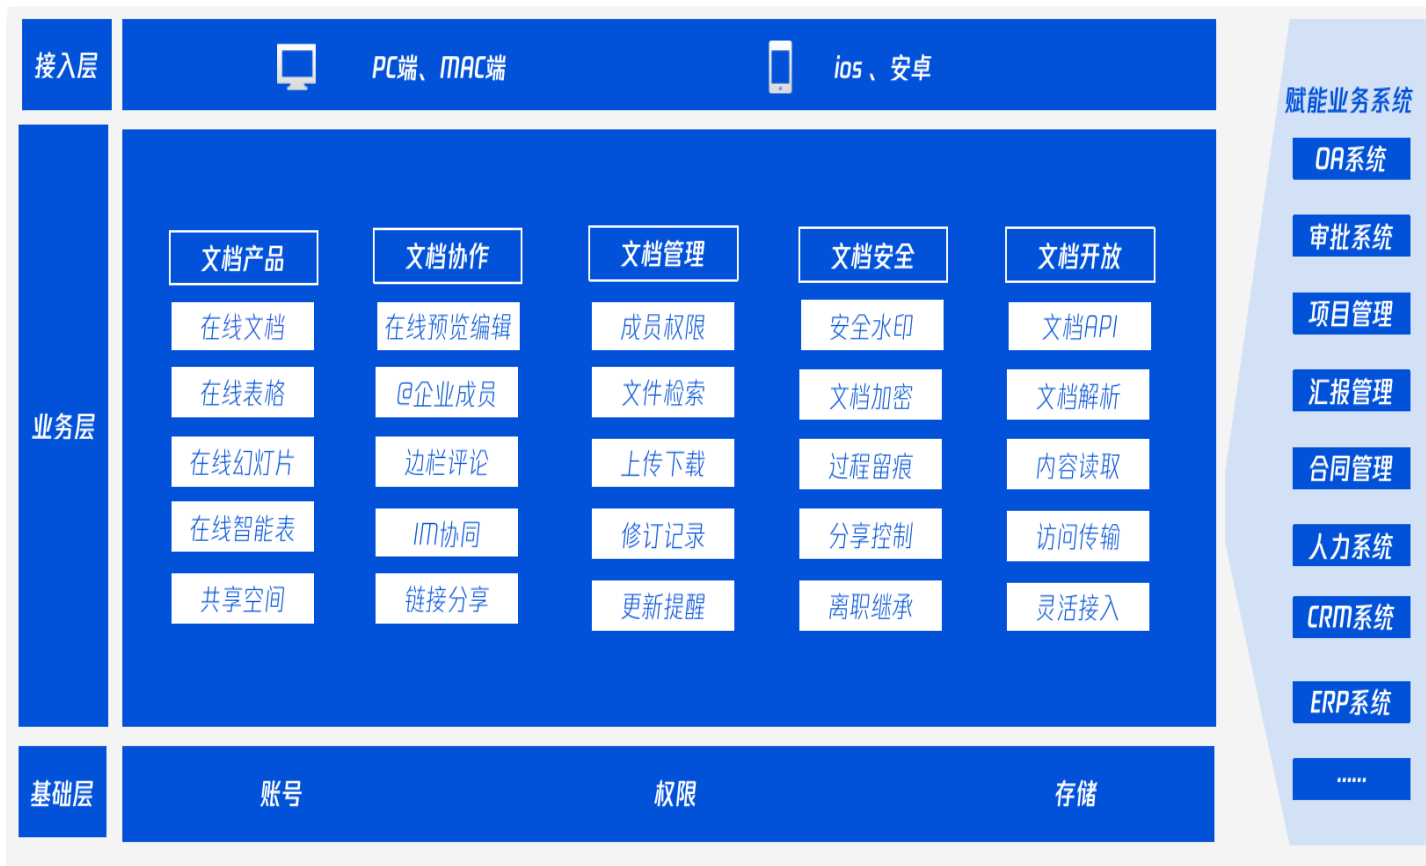 接入层
PC端、MAC端
ios 、安卓
业务层
文档产品
在线文档
在线表格
在线幻灯片
在线智能表
共享空间
文档协作
在线预览编辑
@企业成员
边栏评论
IM协同
链接分享
文档管理
成员权限
文件检索
上传下载
修订记录
更新提醒
文档安全
安全水印
文档加密
过程留痕
分享控制
离职继承
文档开放
文档API
文档解析
内容读取
访问传输
灵活接入
基础层
账号
权限
存储
赋能业务系统
OA系统
审批系统
项目管理
汇报管理
合同管理
人力系统
CRM系统
ERP系统
……